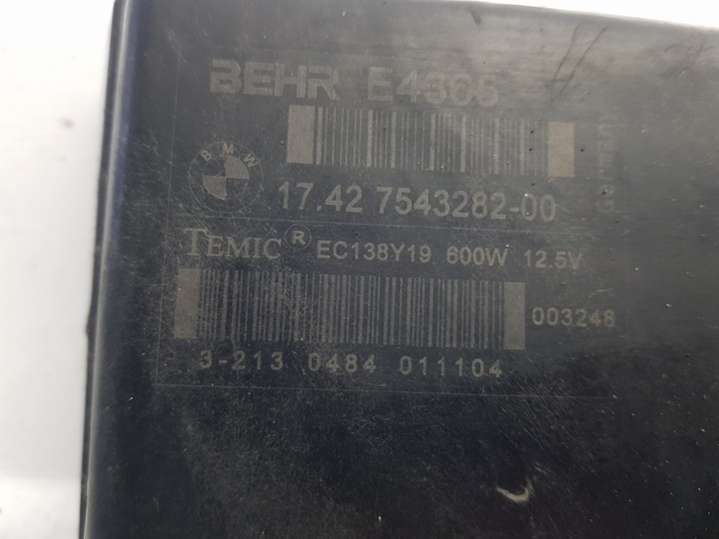 BEHR E4366
BMW
17.42 7543282-00
TEMIC ® EC138Y19 600W 12.5V
003248
3-213 0484 011104